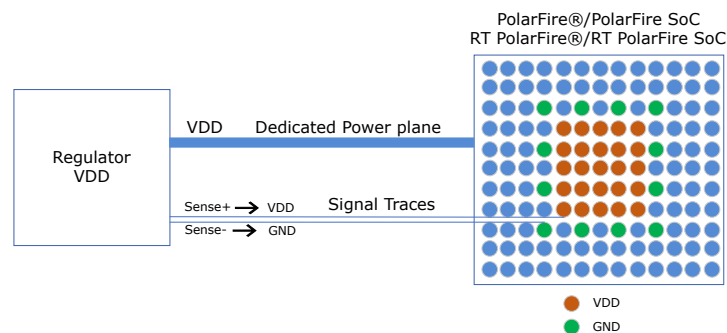 PolarFire®/PolarFire SoC
RT PolarFire®/RT PolarFire SoC
VDD
Dedicated Power plane
Regulator
VDD
Sense+
VDD
Signal Traces
Sense-
GND
VDD
GND